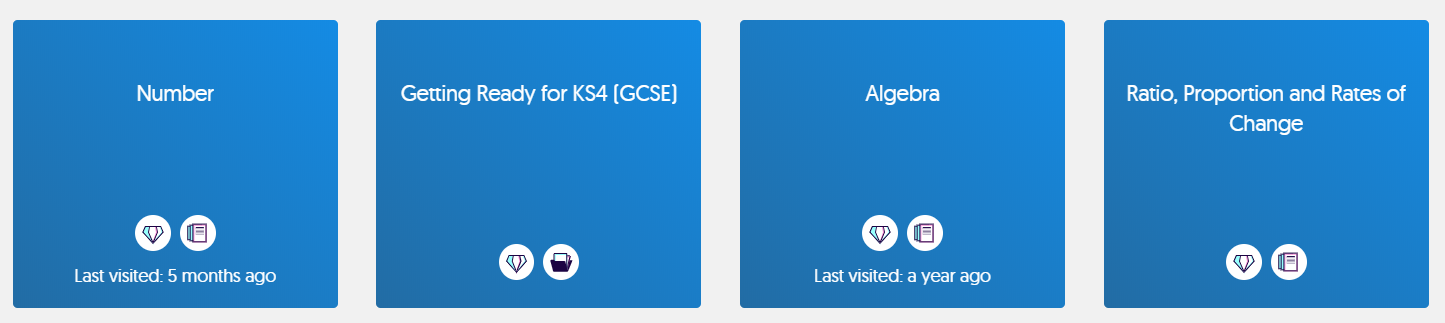 Number
Last visited: 5 months ago
Getting Ready for KS4 (GCSE)
Algebra
Last visited: a year ago
Ratio, Proportion and Rates of
Change